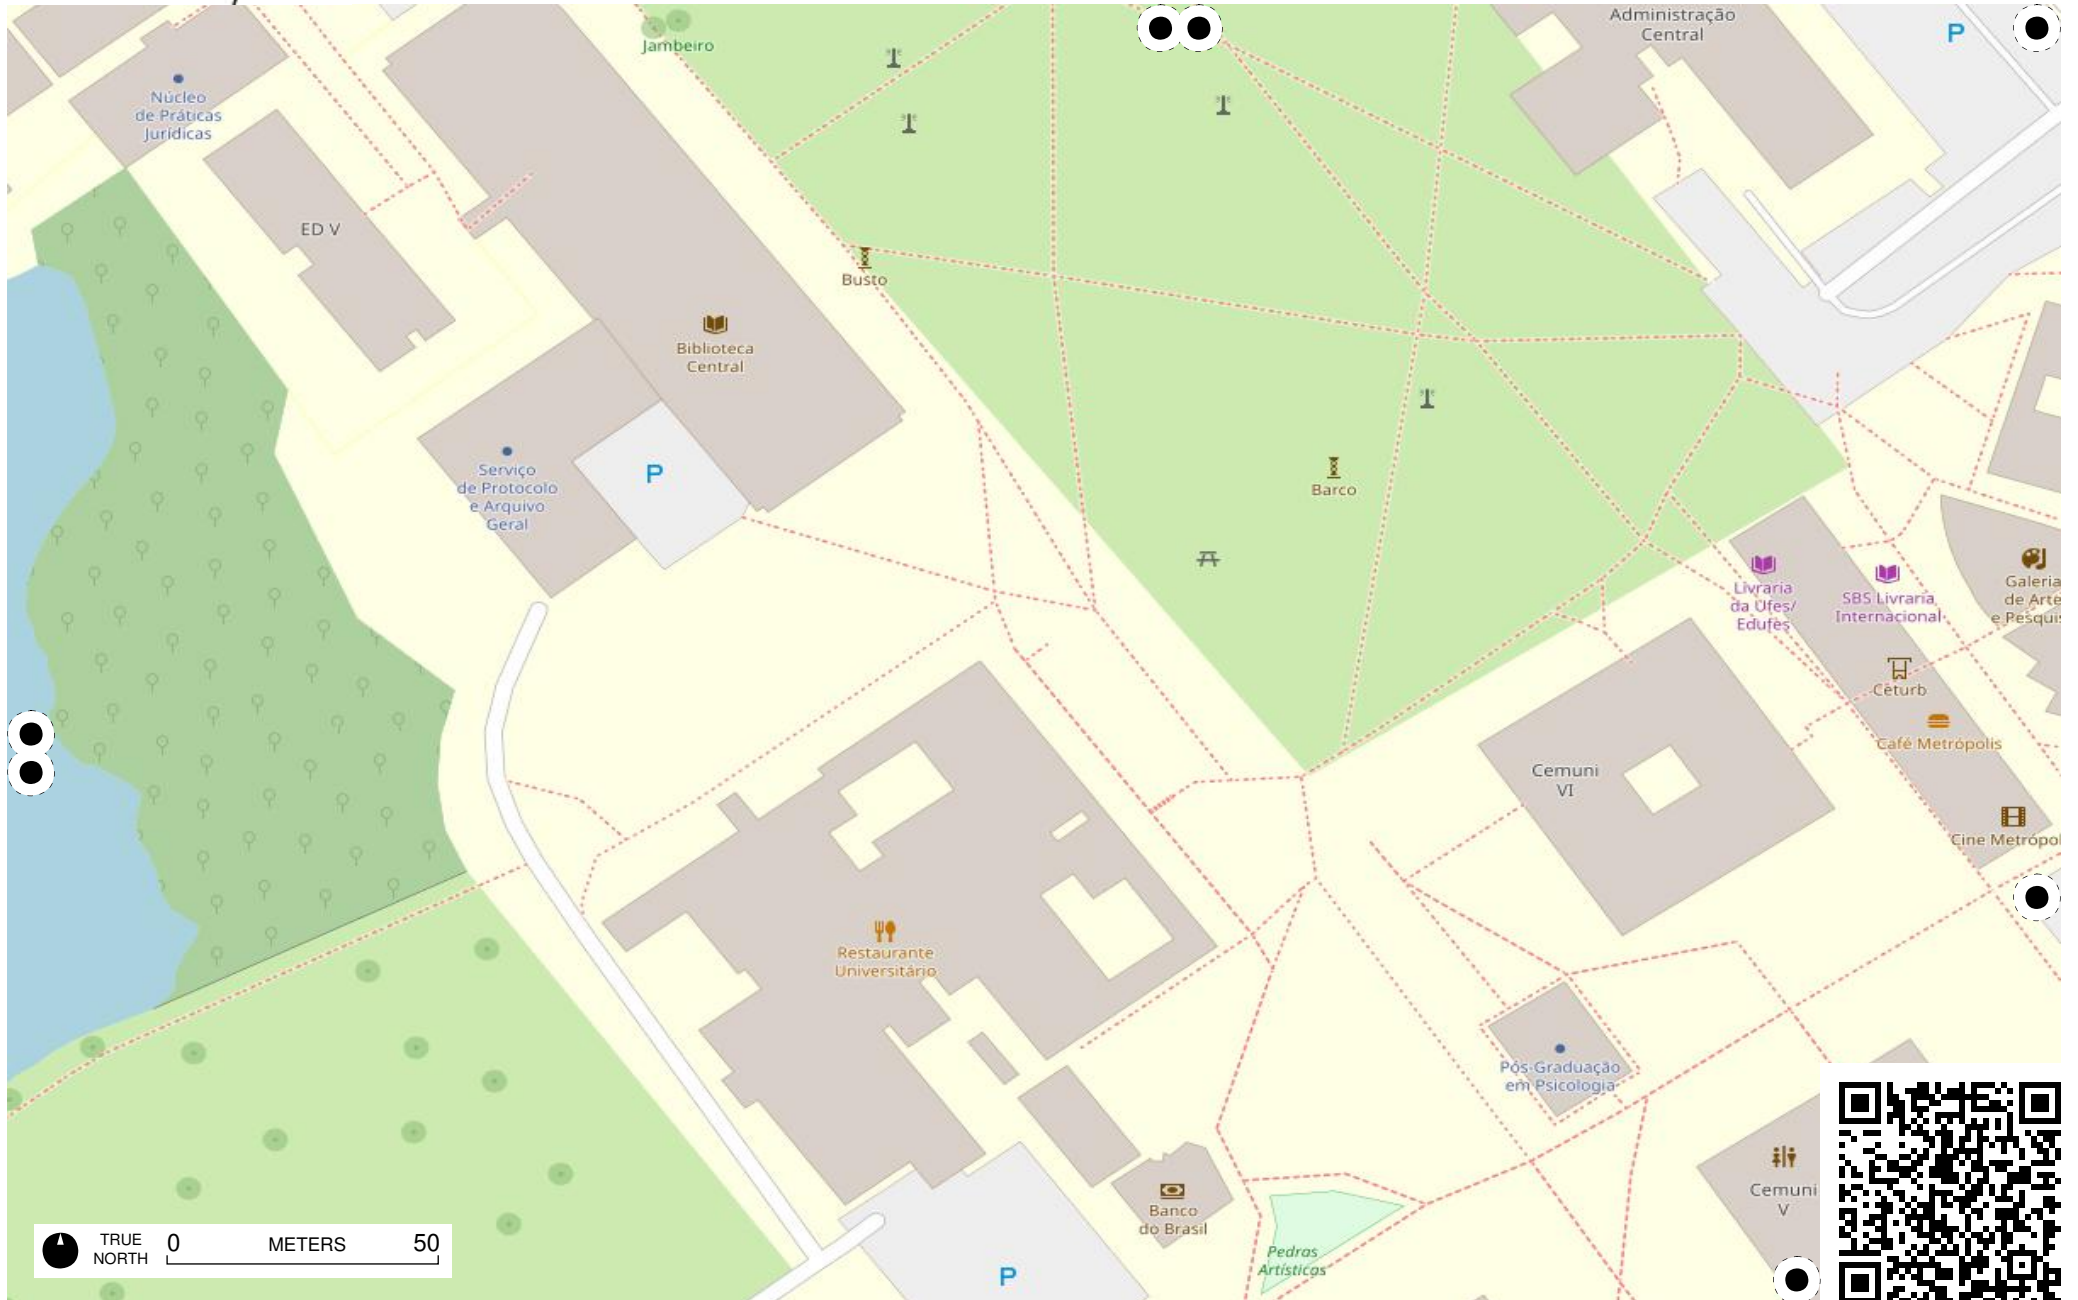 Administração
Central
P
Jambeiro
Núcleo
de Práticas
Jurídicas
ED V
Busto
Biblioteca
Central
P
Serviço
de Protocolo
e Arquivo
Geral
Barco
Livraria
da Ufes/
Edufes
SBS Livraria
Internacional
Galeria
de Arte
e Pesquis
Ceturb
Café Metrópolis
Cemuni
VI
Cine Metrópol
Restaurante
Universitário
Pós-Graduação
em Psicologia
Cemuni
V
Banco
do Brasil
Pedras
Artísticas
P
TRUE
NORTH
0 METERS 50